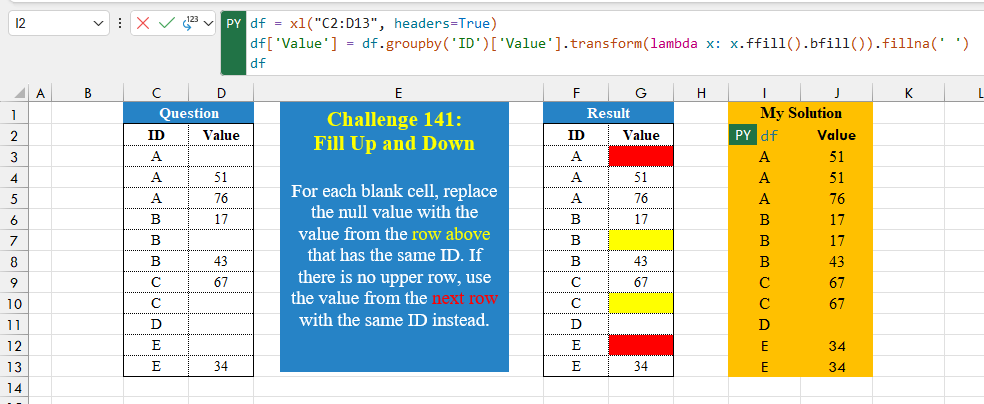 I2 123 PY df = xl("C2:D13", headers=True)
df['Value'] = df.groupby('ID')['Value'].transform(lambda x: x.ffill().bfill()).fillna(' ')
df
A B C D E F G H I J K L
1 Question Challenge 141: Result My Solution
2 ID Value Fill Up and Down ID Value PY df Value
3 A A A 51
4 A 51 For each blank cell, replace A 51 A 51
5 A 76 the null value with the A 76 A 76
6 B 17 value from the row above B 17 B 17
7 B that has the same ID. If B B 17
8 B 43 there is no upper row, use B 43 B 43
9 C 67 the value from the next row C 67 C 67
10 C with the same ID instead. C C 67
11 D D D
12 E E E 34
13 E 34 E 34 E 34
14